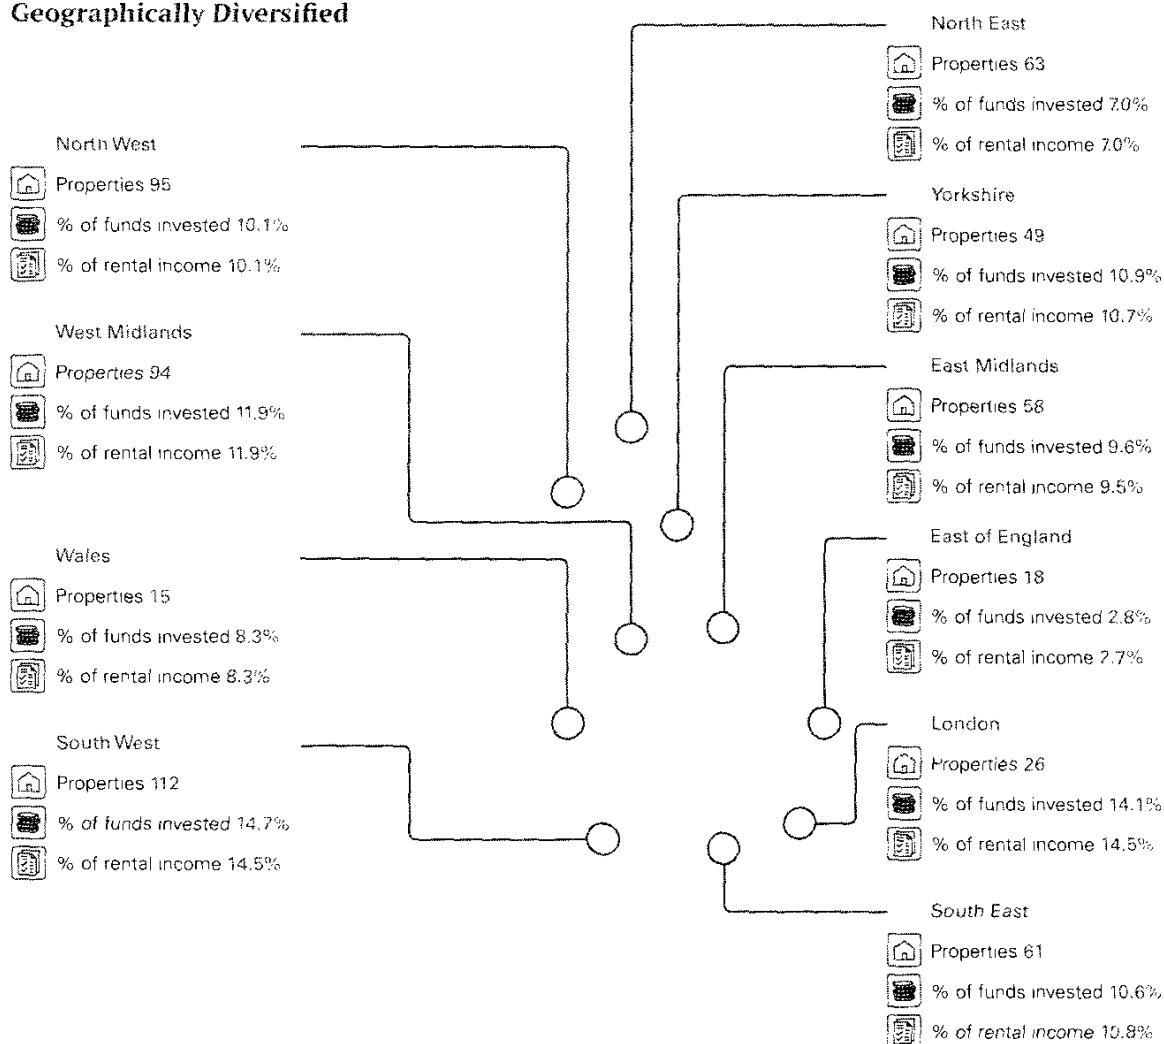 Geographically Diversified
North West
Properties 95
% of funds invested 10.1%
% of rental income 10.1%
West Midlands
Properties 94
% of funds invested 11.9%
% of rental income 11.9%
Wales
Properties 15
% of funds invested 8.3%
% of rental income 8.3%
South West
Properties 112
% of funds invested 14.7%
% of rental income 14.5%
North East
Properties 63
% of funds invested 7.0%
% of rental income 7.0%
Yorkshire
Properties 49
% of funds invested 10.9%
% of rental income 10.7%
East Midlands
Properties 58
% of funds invested 9.6%
% of rental income 9.5%
East of England
Properties 18
% of funds invested 2.8%
% of rental income 2.7%
London
Properties 26
% of funds invested 14.1%
% of rental income 14.5%
South East
Properties 61
% of funds invested 10.6%
% of rental income 10.8%